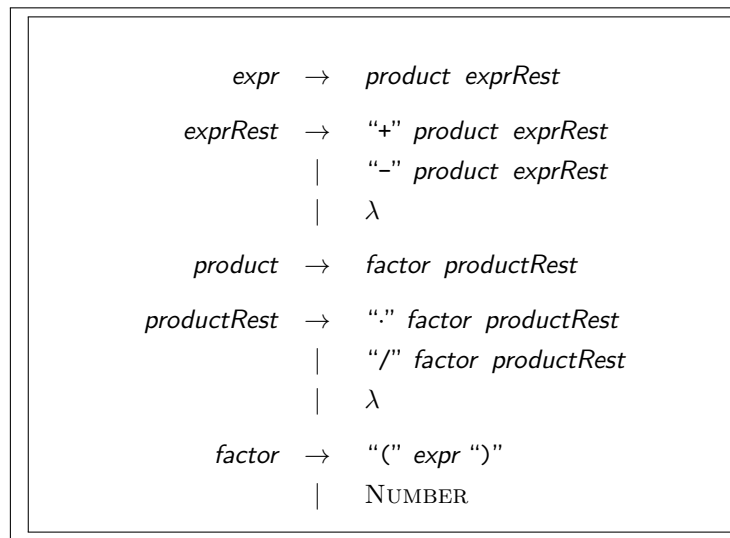 expr → product exprRest
exprRest → “+” product exprRest
| “-” product exprRest
| λ
product → factor productRest
productRest → “·” factor productRest
| “/” factor productRest
| λ
factor → “(” expr “)”
| NUMBER